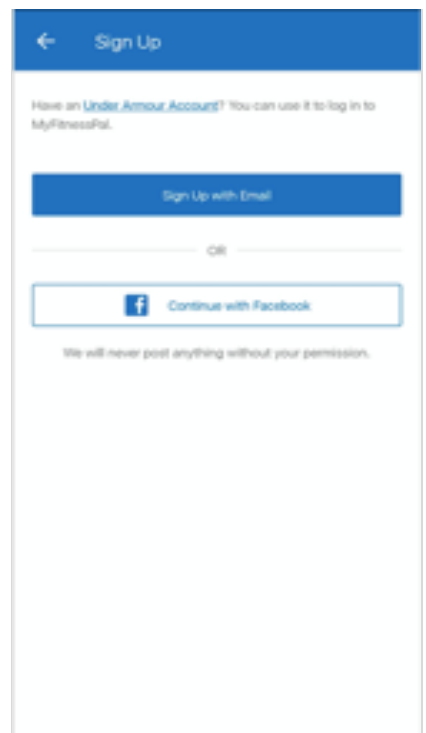 Sign Up
Have an Under Armour Account? You can use it to log in to
MyFitnessPal.
Sign Up with Email
OR
f Continue with Facebook
We will never post anything without your permission.